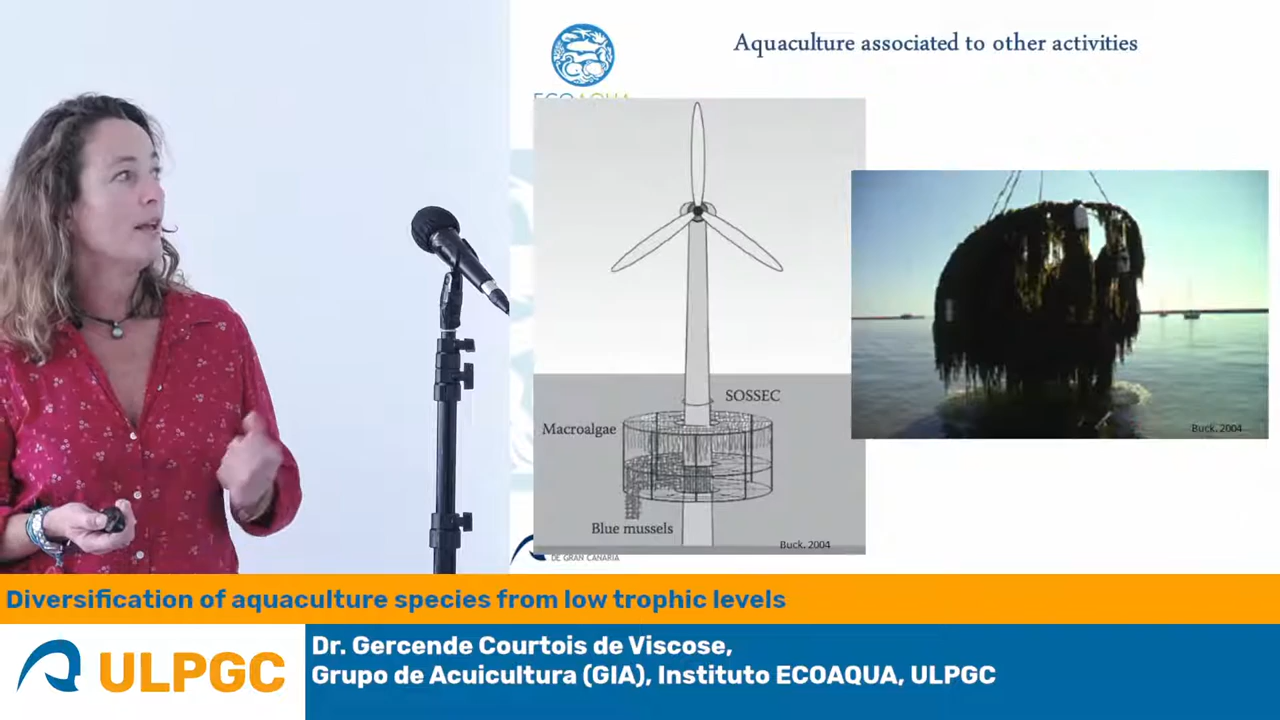 Aquaculture associated to other activities
ECOAQUA
SOSSEC
Macroalgae
Blue mussels
Buck. 2004
Buck. 2004
DE GRAN CANARIA
Diversification of aquaculture species from low trophic levels
ULPGC
Dr. Gercende Courtois de Viscose,
Grupo de Acuicultura (GIA), Instituto ECOAQUA, ULPGC